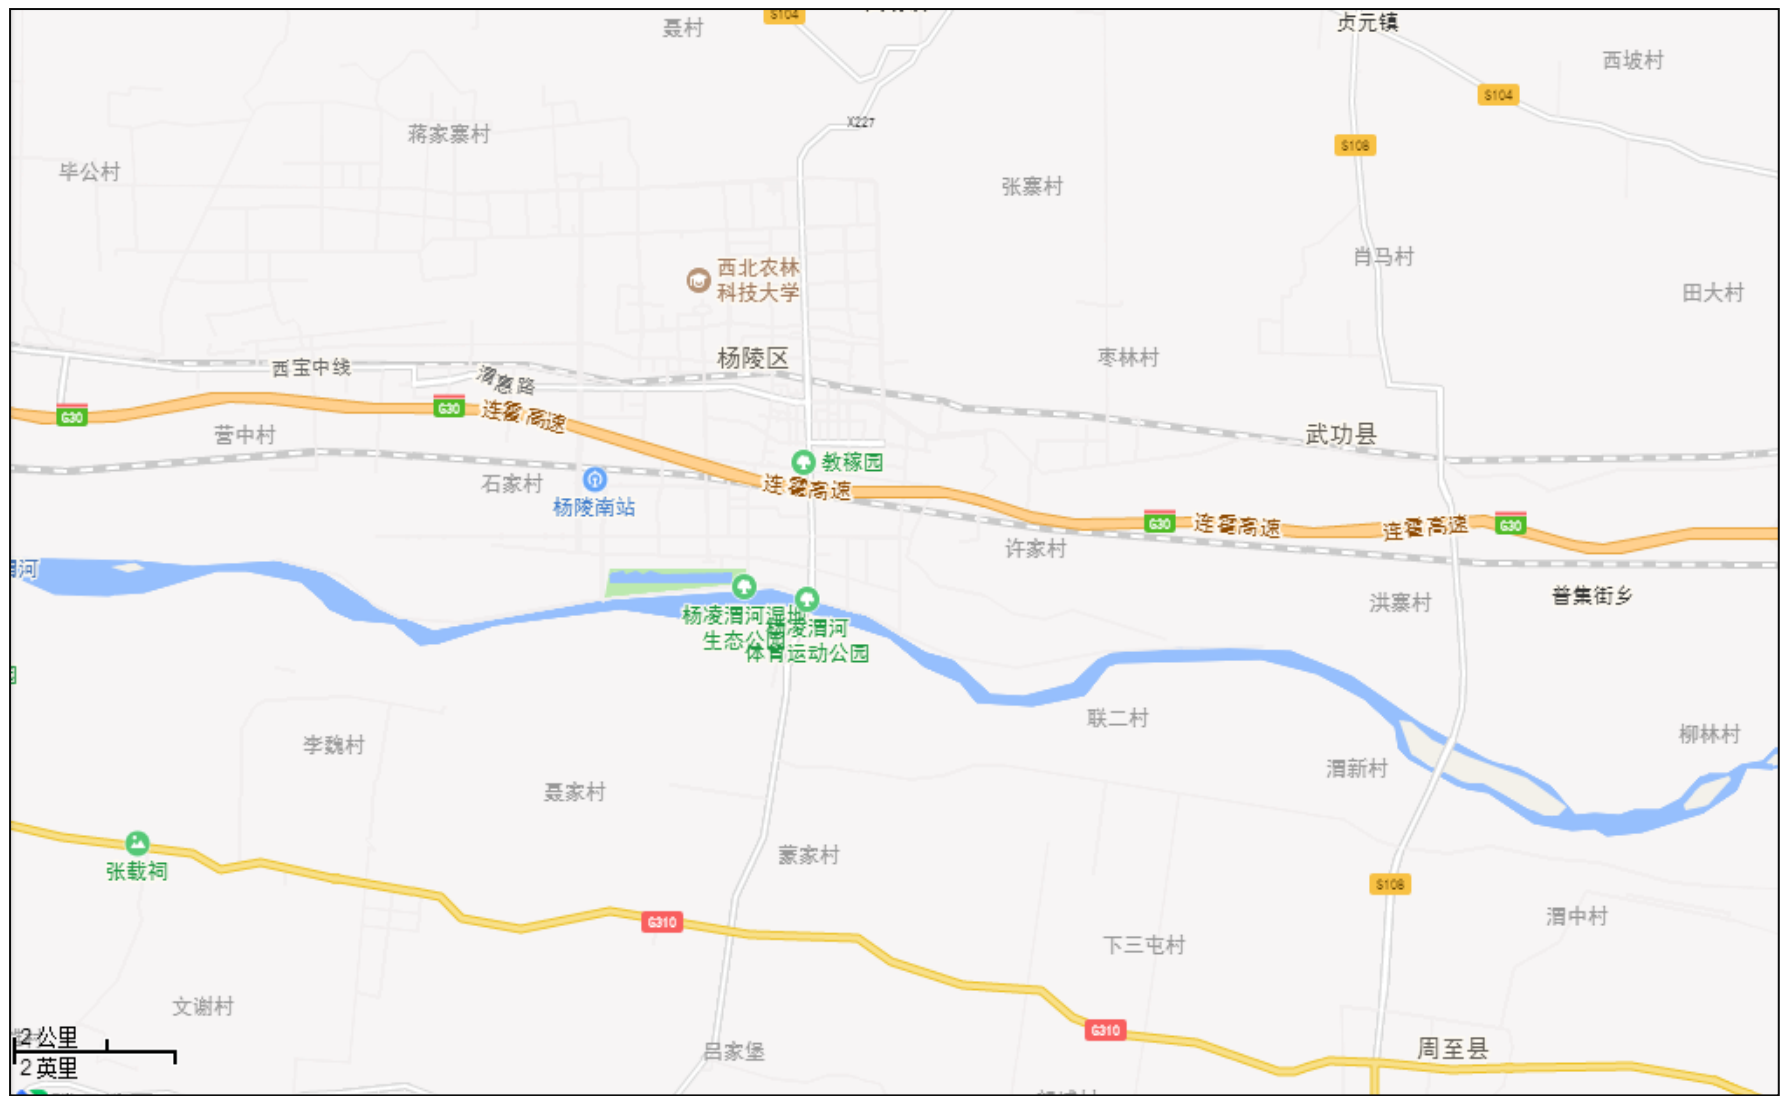 S104
聂村
贞元镇
西坡村
S104
X227
蒋家寨村
S108
毕公村
张寨村
肖马村
西北农林
科技大学
田大村
杨陵区
枣林村
西宝中线
渭惠路
G30
G30
连霍高速
营中村
武功县
教稼园
石家村
连霍高速
杨陵南站
G30
连霍高速
连霍高速
G30
许家村
渭河
普集街乡
洪寨村
杨凌渭河湿地
生态公园
杨凌渭河
体育运动公园
联二村
柳林村
李魏村
渭新村
聂家村
蒙家村
张载祠
S108
G310
渭中村
下三屯村
文谢村
G310
2 公里
吕家堡
周至县
2 英里